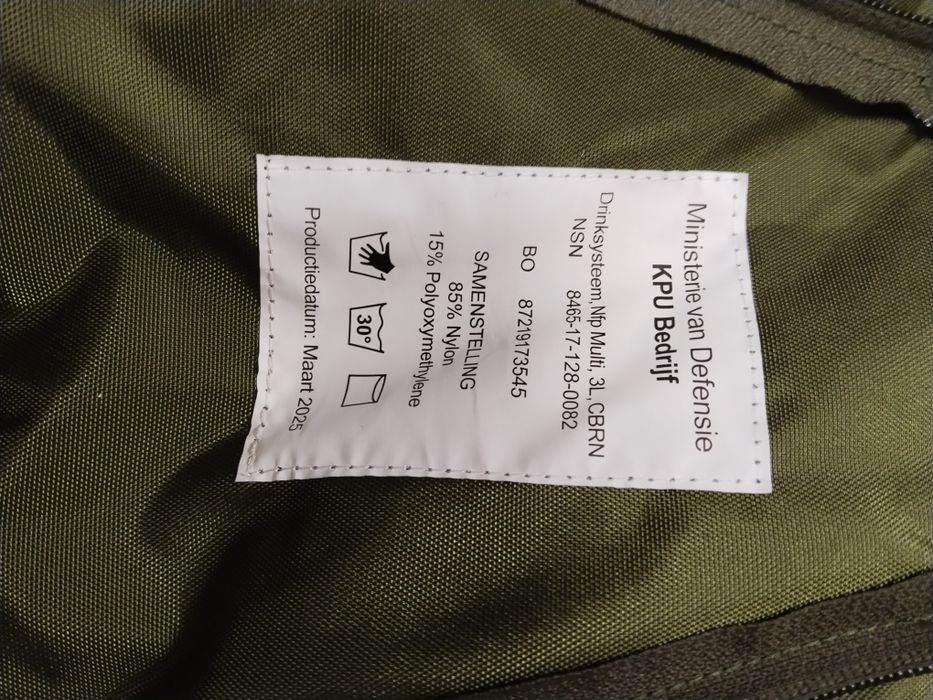 Ministerie van Defensie
KPU Bedrijf
Drinksysteem, Nfp Multi, 3L, CBRN
NSN 8465-17-128-0082
BO 87219173545
SAMENSTELLING
85% Nylon
15% Polyoxymethylene
30°
Productiedatum: Maart 2025